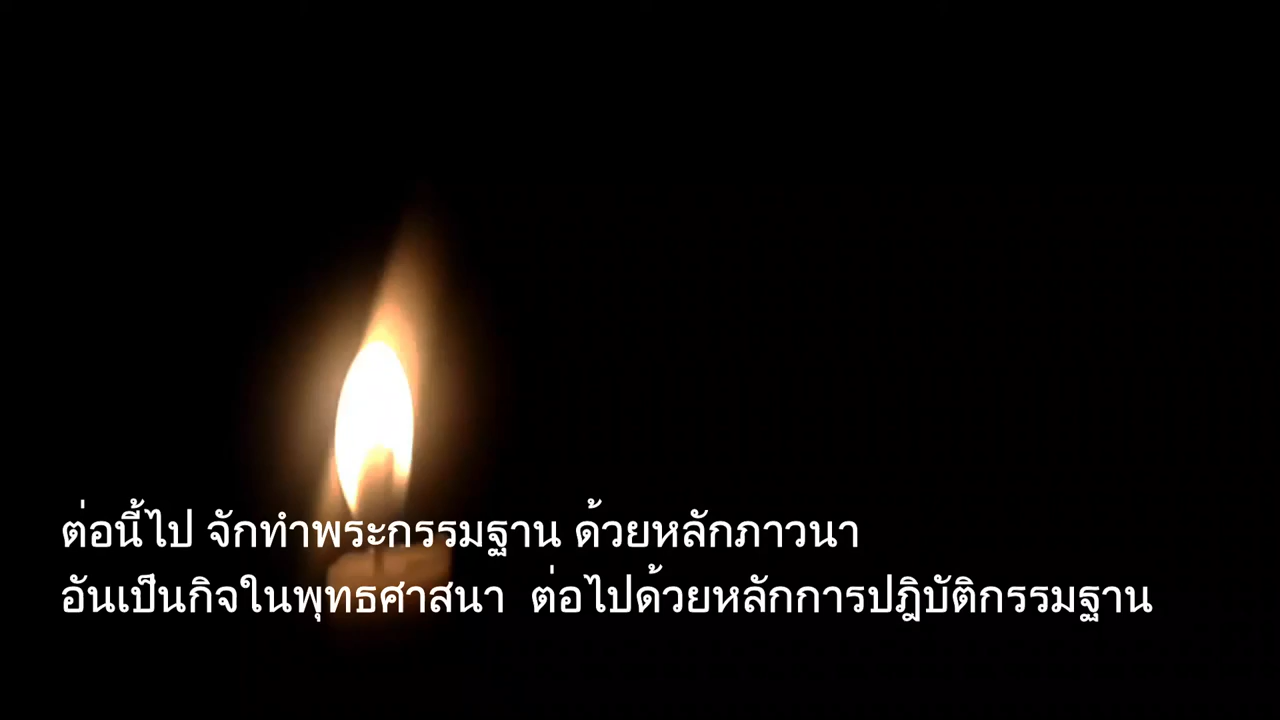 ต่อนี้ไป จักทำพระกรรมฐาน ด้วยหลักภาวนา
อันเป็นกิจในพุทธศาสนา  ต่อไปด้วยหลักการปฎิบัติกรรมฐาน